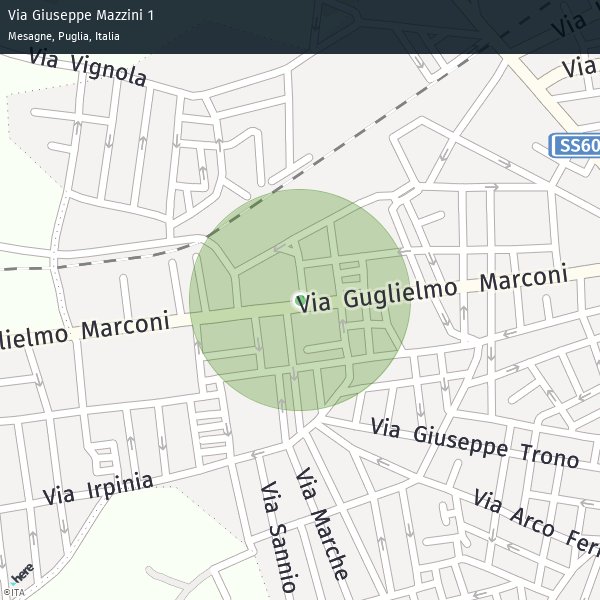 Via Giuseppe Mazzini 1
Mesagne, Puglia, Italia
Via V
Via Vignola
Via
SS60
Via Guglielmo Marconi
lielmo Marconi
Via Giuseppe Trono
Via Irpinia
Via Sannio
Via Marche
Via Arco Ferr
here
©ITA